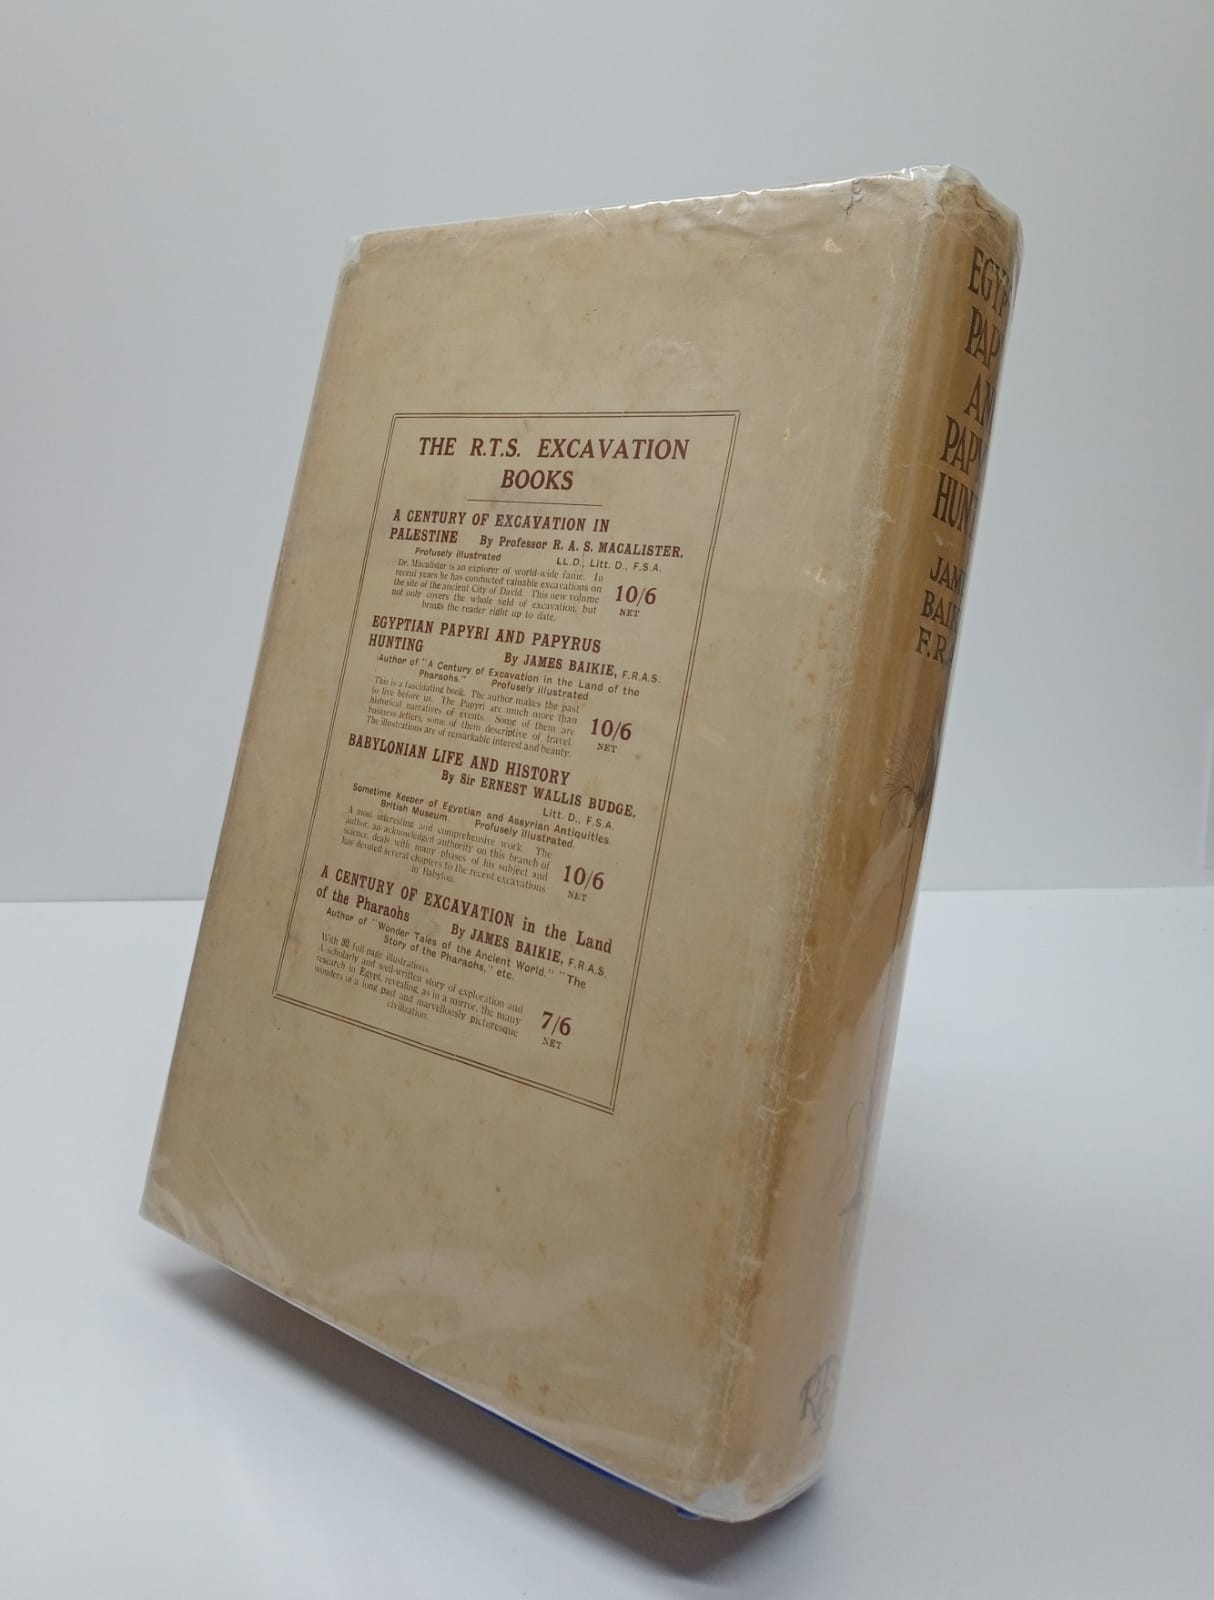 THE R.T.S. EXCAVATION
BOOKS
A CENTURY OF EXCAVATION IN
PALESTINE By Professor R. A. S. MACALISTER,
Profusely illustrated LL.D., Litt. D., F.S.A.
Dr. Macalister is an explorer of world-wide fame. In
recent years he has conducted valuable excavations on
the site of the ancient City of David. This new volume
not only covers the whole field of excavation, but
brings the reader right up to date.
10/6
NET
EGYPTIAN PAPYRI AND PAPYRUS
HUNTING By JAMES BAIKIE, F.R.A.S.
(Author of "A Century of Excavation in the Land of the
Pharaohs." Profusely illustrated.
This is a fascinating book. The author makes the past
to live before us. The Papyri are much more than
historical narratives of events. Some of them are
business letters, some of them descriptive of travel.
The illustrations are of remarkable interest and beauty.
10/6
NET
BABYLONIAN LIFE AND HISTORY
By Sir ERNEST WALLIS BUDGE,
Litt. D., F.S.A.
Sometime Keeper of Egyptian and Assyrian Antiquities,
British Museum Profusely illustrated.
A most interesting and comprehensive work. The
author, an acknowledged authority on this branch of
science, deals with many phases of his subject and
has devoted several chapters to the recent excavations
in Babylon.
10/6
NET
A CENTURY OF EXCAVATION in the Land
of the Pharaohs By JAMES BAIKIE, F.R.A.S.
Author of "Wonder Tales of the Ancient World," "The
Story of the Pharaohs," etc.
With 32 full-page illustrations.
A scholarly and well-written story of exploration and
research in Egypt, revealing, as in a mirror, the many
wonders of a long past and marvellously picturesque
civilization.
7/6
NET
EGYP
PAP
AN
PAPY
HUNT
JAM
BAIK
F.R.A
RTS